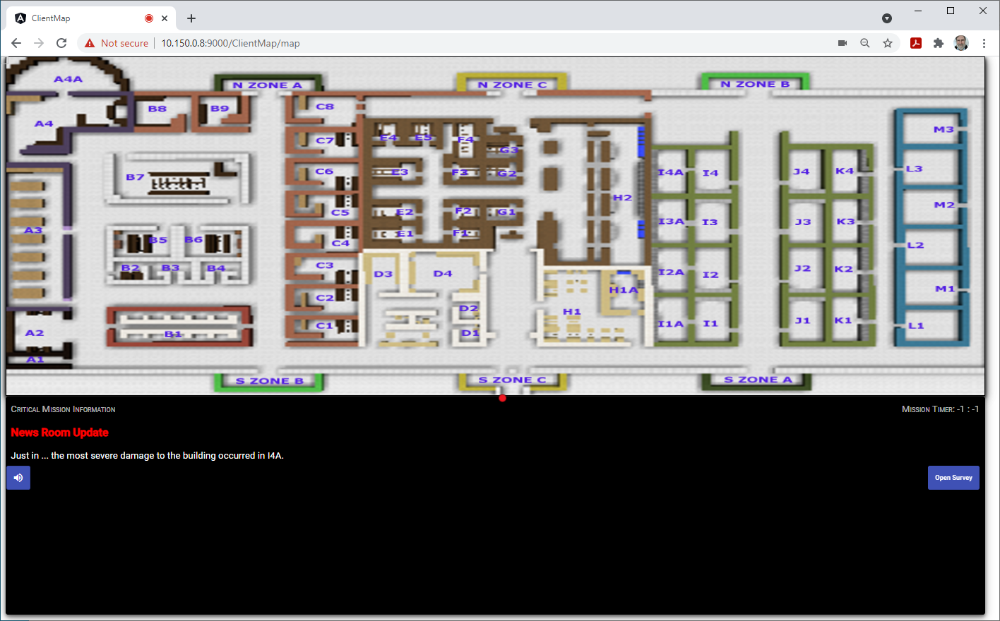 ClientMap
Not secure
10.150.0.8:9000/ClientMap/map
A4A
N ZONE A
N ZONE C
N ZONE B
B8
B9
C8
A4
C7
E4
E5
F4
G3
M3
B7
C6
E3
F3
G2
I4A
I4
J4
K4
L3
H2
C5
E2
F2
G1
M2
A3
C4
E1
F1
I3A
I3
J3
K3
B5
B6
L2
B2
B3
B4
C3
D3
D4
I2A
I2
J2
K2
C2
D2
H1A
M1
H1
A2
B1
C1
D1
I1A
I1
J1
K1
L1
A1
S ZONE B
S ZONE C
S ZONE A
Critical Mission Information
Mission Timer: -1 : -1
News Room Update
Just in ... the most severe damage to the building occurred in I4A.
Open Survey